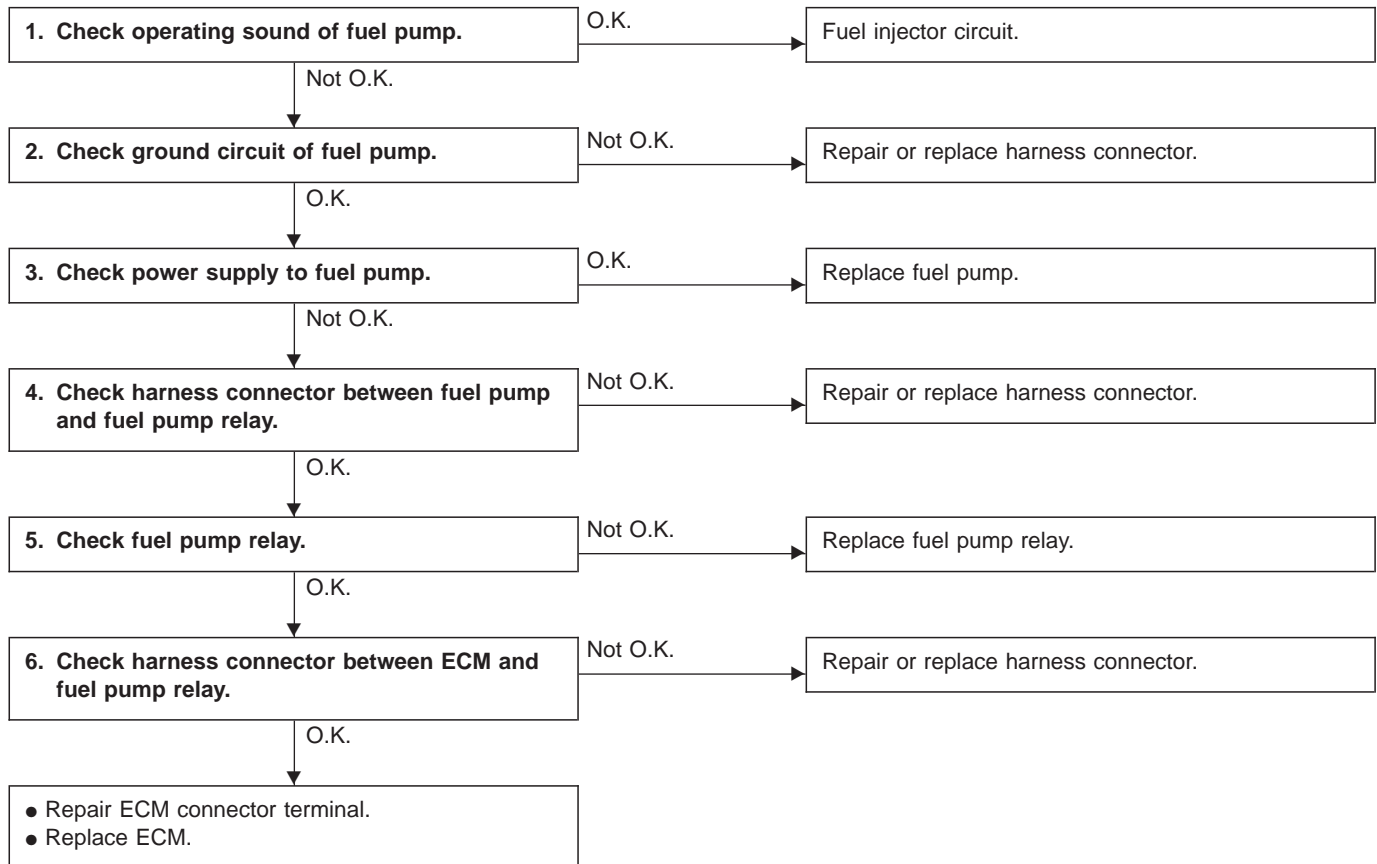 1. Check operating sound of fuel pump.
O.K.
Fuel injector circuit.
Not O.K.
2. Check ground circuit of fuel pump.
Not O.K.
Repair or replace harness connector.
O.K.
3. Check power supply to fuel pump.
O.K.
Replace fuel pump.
Not O.K.
4. Check harness connector between fuel pump
and fuel pump relay.
Not O.K.
Repair or replace harness connector.
O.K.
5. Check fuel pump relay.
Not O.K.
Replace fuel pump relay.
O.K.
6. Check harness connector between ECM and
fuel pump relay.
Not O.K.
Repair or replace harness connector.
O.K.
● Repair ECM connector terminal.
● Replace ECM.